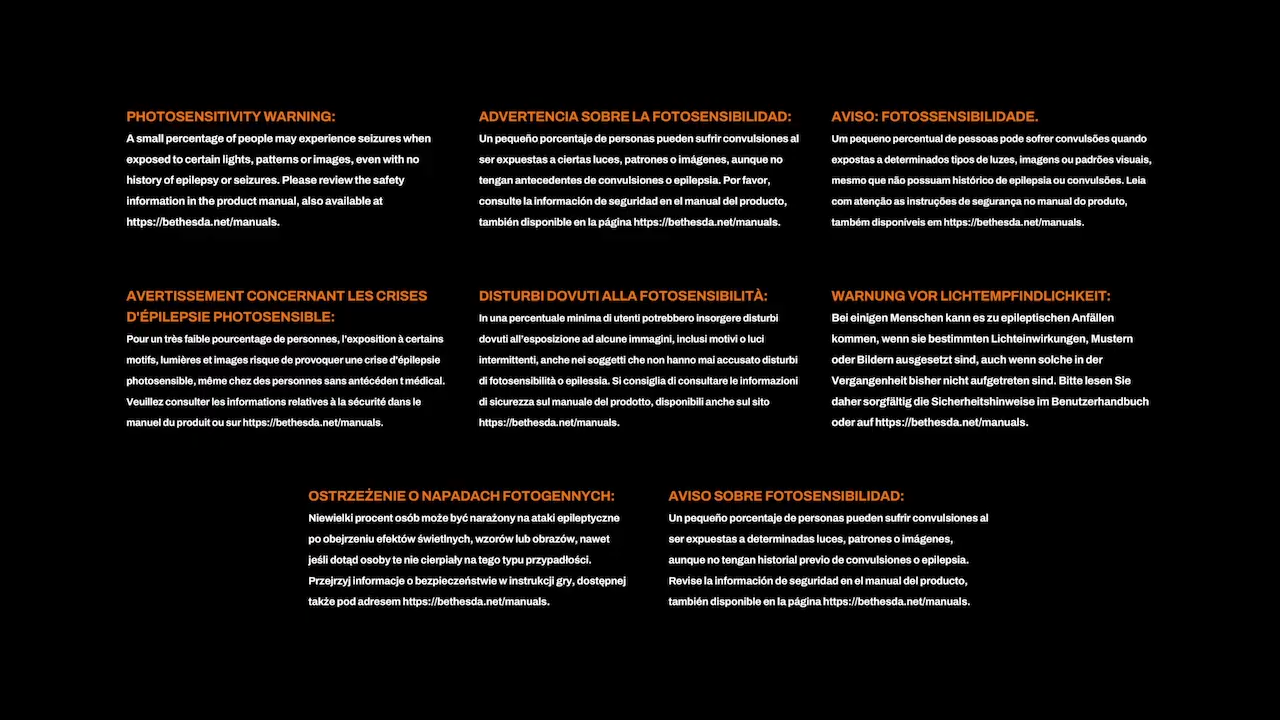 PHOTOSENSITIVITY WARNING:
A small percentage of people may experience seizures when
exposed to certain lights, patterns or images, even with no
history of epilepsy or seizures. Please review the safety
information in the product manual, also available at
https://bethesda.net/manuals.
ADVERTENCIA SOBRE LA FOTOSENSIBILIDAD:
Un pequeño porcentaje de personas pueden sufrir convulsiones al
ser expuestas a ciertas luces, patrones o imágenes, aunque no
tengan antecedentes de convulsiones o epilepsia. Por favor,
consulte la información de seguridad en el manual del producto,
también disponible en la página https://bethesda.net/manuals.
AVISO: FOTOSSENSIBILIDADE.
Um pequeno percentual de pessoas pode sofrer convulsões quando
expostas a determinados tipos de luzes, imagens ou padrões visuais,
mesmo que não possuam histórico de epilepsia ou convulsões. Leia
com atenção as instruções de segurança no manual do produto,
também disponíveis em https://bethesda.net/manuals.
AVERTISSEMENT CONCERNANT LES CRISES
D'ÉPILEPSIE PHOTOSENSIBLE:
Pour un très faible pourcentage de personnes, l'exposition à certains
motifs, lumières et images risque de provoquer une crise d'épilepsie
photosensible, même chez des personnes sans antécéden t médical.
Veuillez consulter les informations relatives à la sécurité dans le
manuel du produit ou sur https://bethesda.net/manuals.
DISTURBI DOVUTI ALLA FOTOSENSIBILITÀ:
In una percentuale minima di utenti potrebbero insorgere disturbi
dovuti all'esposizione ad alcune immagini, inclusi motivi o luci
intermittenti, anche nei soggetti che non hanno mai accusato disturbi
di fotosensibilità o epilessia. Si consiglia di consultare le informazioni
di sicurezza sul manuale del prodotto, disponibili anche sul sito
https://bethesda.net/manuals.
WARNUNG VOR LICHTEMPFINDLICHKEIT:
Bei einigen Menschen kann es zu epileptischen Anfällen
kommen, wenn sie bestimmten Lichteinwirkungen, Mustern
oder Bildern ausgesetzt sind, auch wenn solche in der
Vergangenheit bisher nicht aufgetreten sind. Bitte lesen Sie
daher sorgfältig die Sicherheitshinweise im Benutzerhandbuch
oder auf https://bethesda.net/manuals.
OSTRZEŻENIE O NAPADACH FOTOGENNYCH:
Niewielki procent osób może być narażony na ataki epileptyczne
po obejrzeniu efektów świetlnych, wzorów lub obrazów, nawet
jeśli dotąd osoby te nie cierpiały na tego typu przypadłości.
Przejrzyj informacje o bezpieczeństwie w instrukcji gry, dostępnej
także pod adresem https://bethesda.net/manuals.
AVISO SOBRE FOTOSENSIBILIDAD:
Un pequeño porcentaje de personas pueden sufrir convulsiones al
ser expuestas a determinadas luces, patrones o imágenes,
aunque no tengan historial previo de convulsiones o epilepsia.
Revise la información de seguridad en el manual del producto,
también disponible en la página https://bethesda.net/manuals.